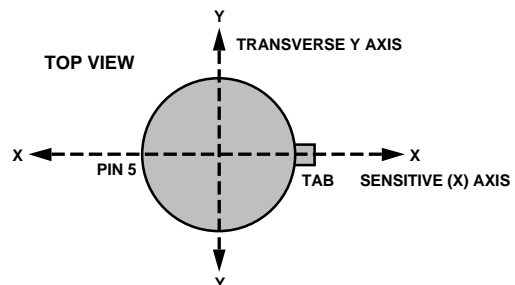 Y
TRANSVERSE Y AXIS
TOP VIEW
X
X
PIN 5
TAB
SENSITIVE (X) AXIS
Y